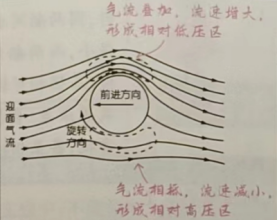 气流叠加,流速增大,
形成相对低压区
迎面气流
前进方向
旋转
方向
气流相抵,流速减小,
形成相对高压区